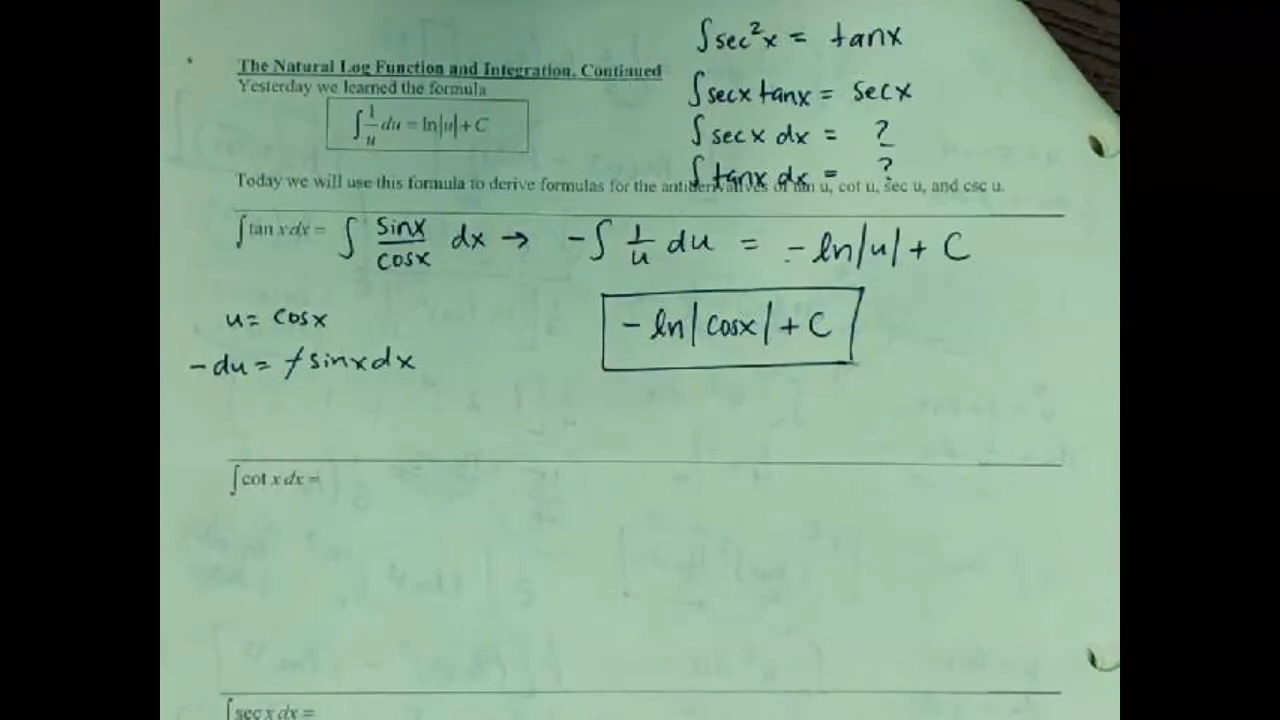 ∫sec²x = tanx
The Natural Log Function and Integration, Continued
Yesterday we learned the formula
∫secx tanx = secx
∫ 1/u du = ln|u| + C
∫ secx dx = ?
∫ tanx dx = ?
Today we will use this formula to derive formulas for the antiderivatives of tan u, cot u, sec u, and csc u.
∫tan x dx = ∫ sinx/cosx dx → -∫ 1/u du = - ln|u| + C
u = cosx
- ln|cosx| + C
-du = +sinx dx
∫cot x dx =
∫sec x dx =